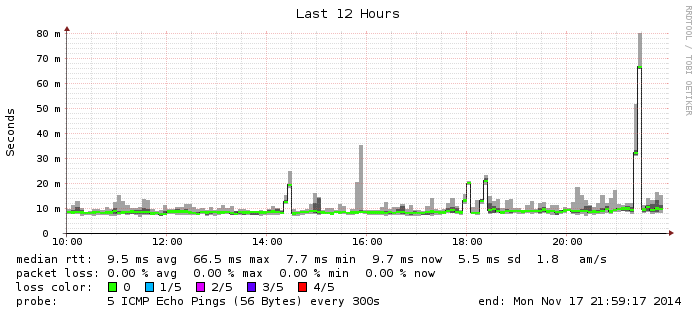 Last 12 Hours
RRDTOOL / TOBI OETIKER
Seconds
80 m
70 m
60 m
50 m
40 m
30 m
20 m
10 m
0
10:00 12:00 14:00 16:00 18:00 20:00
median rtt: 9.5 ms avg 66.5 ms max 7.7 ms min 9.7 ms now 5.5 ms sd 1.8 am/s
packet loss: 0.00 % avg 0.00 % max 0.00 % min 0.00 % now
loss color: 0 1/5 2/5 3/5 4/5
probe: 5 ICMP Echo Pings (56 Bytes) every 300s end: Mon Nov 17 21:59:17 2014